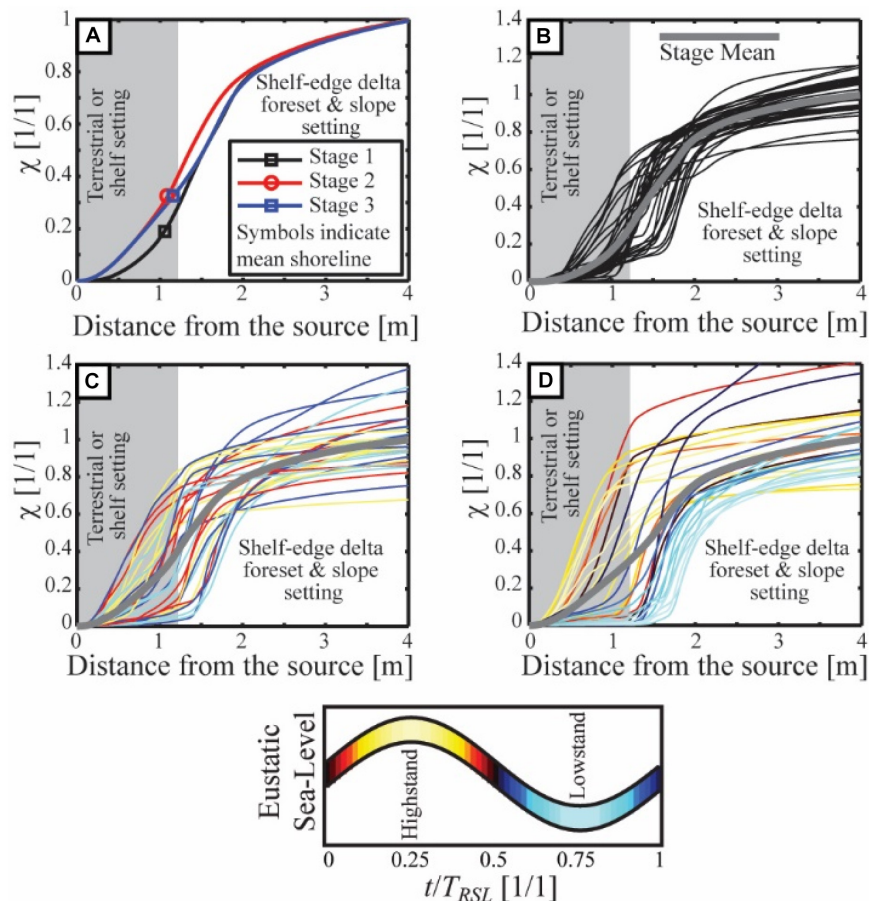 A
χ [1/1]
1
0.8
0.6
0.4
0.2
0
Terrestrial or
shelf setting
Shelf-edge delta
foreset & slope
setting
Stage 1
Stage 2
Stage 3
Symbols indicate
mean shoreline
0 1 2 3 4
Distance from the source [m]
B
χ [1/1]
1.4
1.2
1
0.8
0.6
0.4
0.2
0
Terrestrial or
shelf setting
Stage Mean
Shelf-edge delta
foreset & slope
setting
0 1 2 3 4
Distance from the source [m]
C
χ [1/1]
1.4
1.2
1
0.8
0.6
0.4
0.2
0
Terrestrial or
shelf setting
Shelf-edge delta
foreset & slope
setting
0 1 2 3 4
Distance from the source [m]
D
χ [1/1]
1.4
1.2
1
0.8
0.6
0.4
0.2
0
Terrestrial or
shelf setting
Shelf-edge delta
foreset & slope
setting
0 1 2 3 4
Distance from the source [m]
Eustatic
Sea-Level
Highstand
Lowstand
0 0.25 0.5 0.75 1
t/TRSL [1/1]